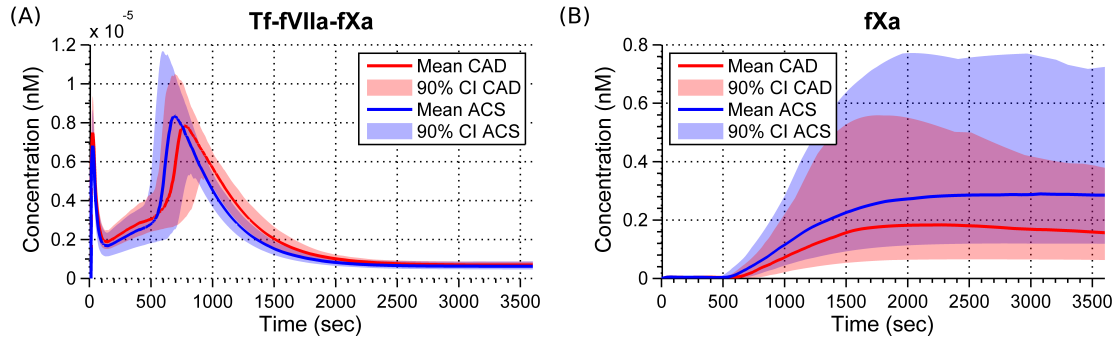 (A)
x 10^-5
Tf-fVIIa-fXa
Concentration (nM)
1.2
1
0.8
0.6
0.4
0.2
0
Mean CAD
90% CI CAD
Mean ACS
90% CI ACS
0 500 1000 1500 2000 2500 3000 3500
Time (sec)
(B)
fXa
Concentration (nM)
0.8
0.6
0.4
0.2
0
Mean CAD
90% CI CAD
Mean ACS
90% CI ACS
0 500 1000 1500 2000 2500 3000 3500
Time (sec)